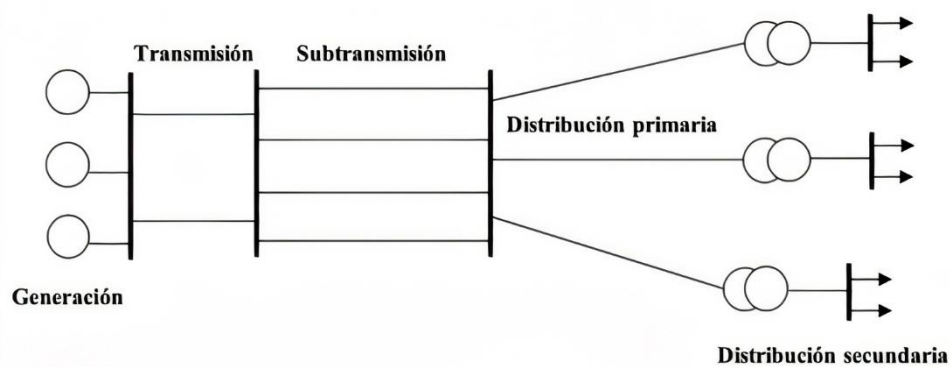 Transmisión
Subtransmisión
Distribución primaria
Generación
Distribución secundaria